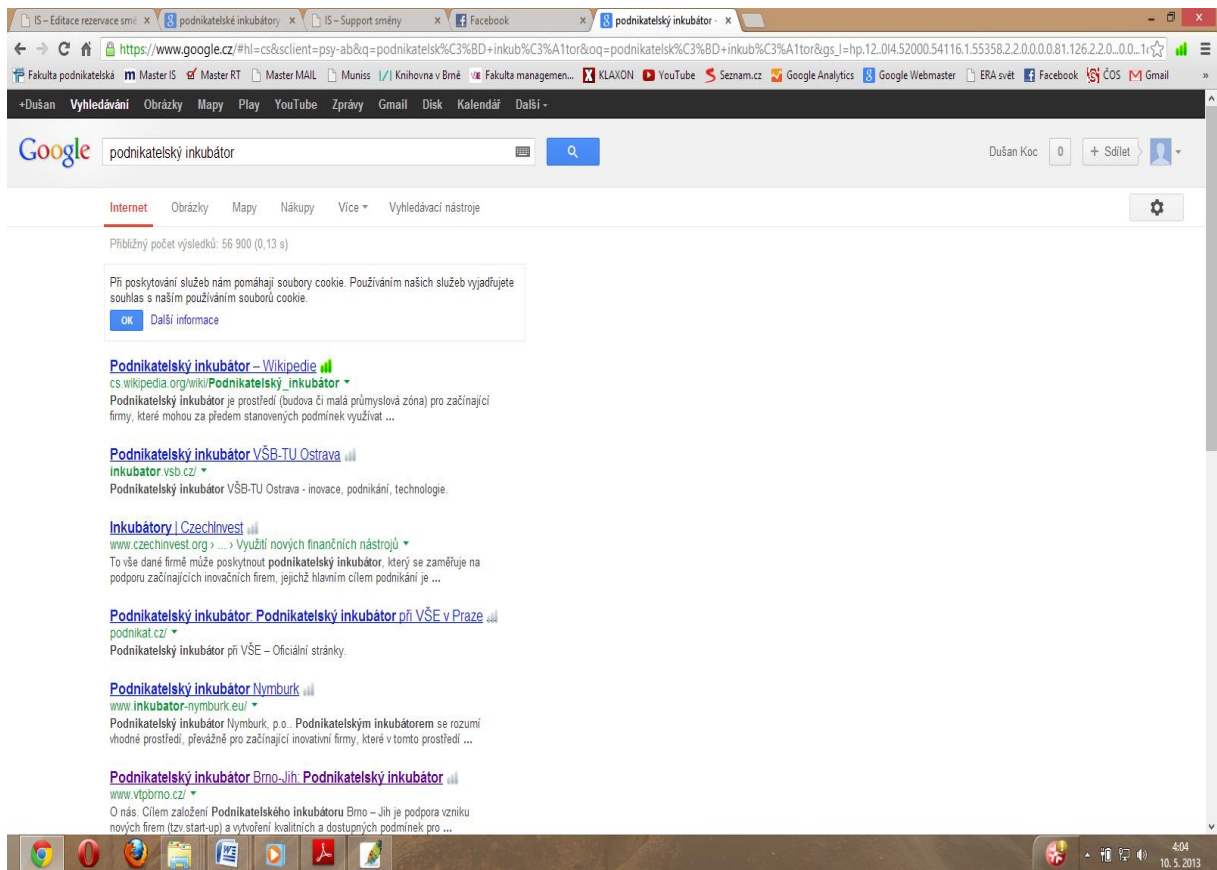 IS – Editace rezervace smě
podnikatelské inkubátory
IS – Support směny
Facebook
podnikatelský inkubátor -
https://www.google.cz/#hl=cs&sclient=psy-ab&q=podnikatelsk%C3%BD+inkub%C3%A1tor&oq=podnikatelsk%C3%BD+inkub%C3%A1tor&gs_l=hp.12..0l4.52000.54116.1.55358.2.2.0.0.0.0.81.126.2.2.0...0.0...1c
Fakulta podnikatelská Master IS Master RT Master MAIL Muniss Knihovna v Brně Fakulta managemen... KLAXON YouTube Seznam.cz Google Analytics Google Webmaster ERA svět Facebook ČOS Gmail »
+Dušan Vyhledávání Obrázky Mapy Play YouTube Zprávy Gmail Disk Kalendář Další
Google podnikatelský inkubátor Dušan Koc 0 + Sdílet
Internet Obrázky Mapy Nákupy Více Vyhledávací nástroje
Přibližný počet výsledků: 56 900 (0,13 s)
Při poskytování služeb nám pomáhají soubory cookie. Používáním našich služeb vyjadřujete
souhlas s naším používáním souborů cookie.
OK Další informace
Podnikatelský inkubátor – Wikipedie
cs.wikipedia.org/wiki/Podnikatelský_inkubátor
Podnikatelský inkubátor je prostředí (budova či malá průmyslová zóna) pro začínající
firmy, které mohou za předem stanovených podmínek využívat ...
Podnikatelský inkubátor VŠB-TU Ostrava
inkubator.vsb.cz/
Podnikatelský inkubátor VŠB-TU Ostrava - inovace, podnikání, technologie.
Inkubátory | CzechInvest
www.czechinvest.org › ... › Využití nových finančních nástrojů
To vše dané firmě může poskytnout podnikatelský inkubátor, který se zaměřuje na
podporu začínajících inovačních firem, jejichž hlavním cílem podnikání je ...
Podnikatelský inkubátor: Podnikatelský inkubátor při VŠE v Praze
podnikat.cz/
Podnikatelský inkubátor při VŠE – Oficiální stránky.
Podnikatelský inkubátor Nymburk
www.inkubator-nymburk.eu/
Podnikatelský inkubátor Nymburk, p.o.. Podnikatelským inkubátorem se rozumí
vhodné prostředí, převážně pro začínající inovativní firmy, které v tomto prostředí ...
Podnikatelský inkubátor Brno-Jih: Podnikatelský inkubátor
www.vtpbrno.cz/
O nás. Cílem založení Podnikatelského inkubátoru Brno – Jih je podpora vzniku
nových firem (tzv.start-up) a vytvoření kvalitních a dostupných podmínek pro ...
4:04
10. 5. 2013